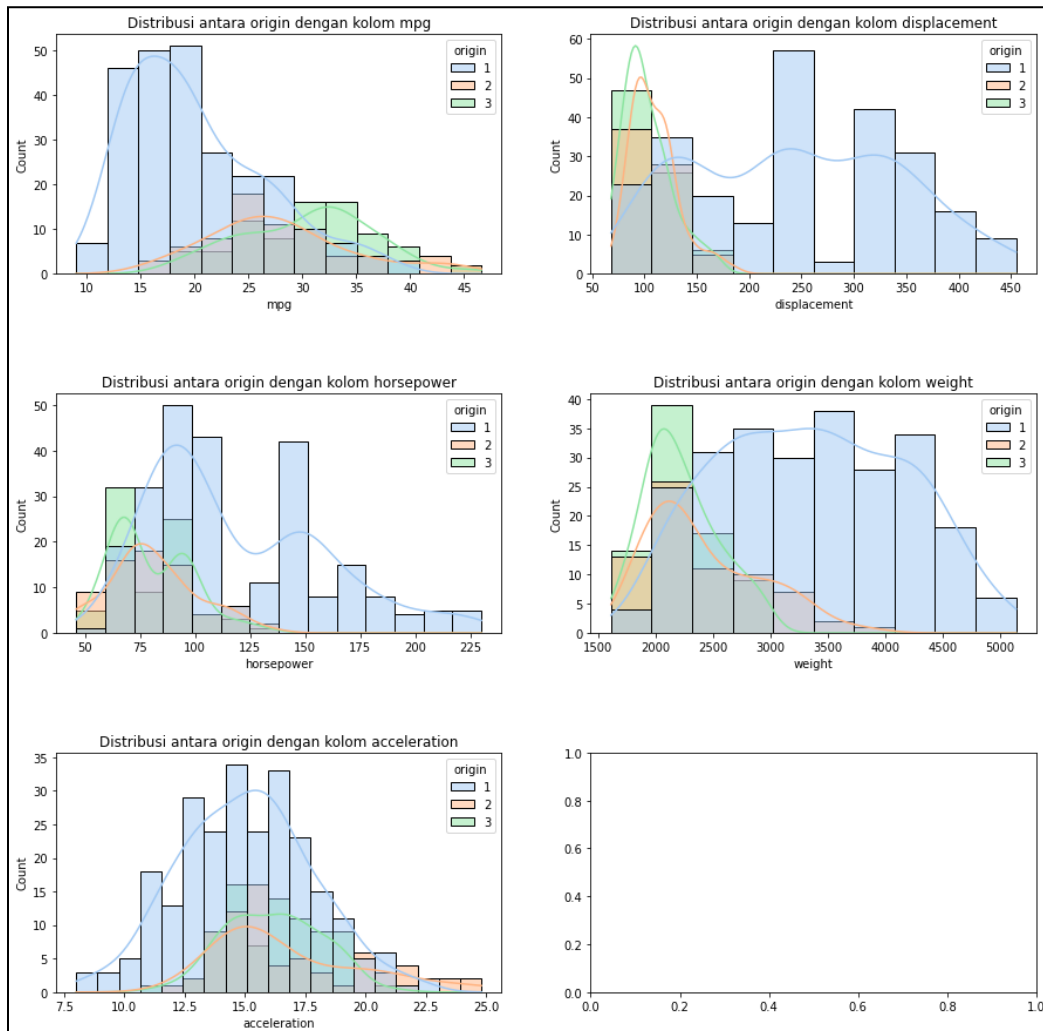 Distribusi antara origin dengan kolom mpg
origin
1
2
3
50
40
30
20
10
0
Count
10 15 20 25 30 35 40 45
mpg
Distribusi antara origin dengan kolom displacement
origin
1
2
3
60
50
40
30
20
10
0
Count
50 100 150 200 250 300 350 400 450
displacement
Distribusi antara origin dengan kolom horsepower
origin
1
2
3
50
40
30
20
10
0
Count
50 75 100 125 150 175 200 225
horsepower
Distribusi antara origin dengan kolom weight
origin
1
2
3
40
35
30
25
20
15
10
5
0
Count
1500 2000 2500 3000 3500 4000 4500 5000
weight
Distribusi antara origin dengan kolom acceleration
origin
1
2
3
35
30
25
20
15
10
5
0
Count
7.5 10.0 12.5 15.0 17.5 20.0 22.5 25.0
acceleration
1.0
0.8
0.6
0.4
0.2
0.0
0.0 0.2 0.4 0.6 0.8 1.0